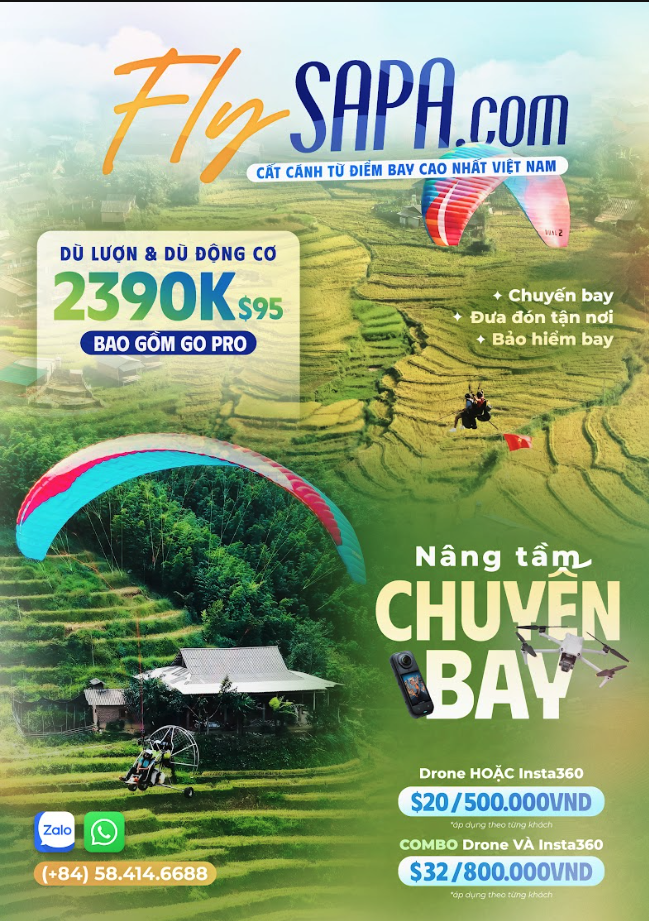 Fly SAPA.com
CẤT CÁNH TỪ ĐIỂM BAY CAO NHẤT VIỆT NAM
DÙ LƯỢN & DÙ ĐỘNG CƠ
2390K $95
BAO GỒM GO PRO
Chuyến bay
Đưa đón tận nơi
Bảo hiểm bay
Nâng tầm
CHUYẾN
BAY
Drone HOẶC Insta360
$20/500.000VND
*áp dụng theo từng khách
COMBO Drone VÀ Insta360
$32/800.000VND
*áp dụng theo từng khách
Zalo
(+84) 58.414.6688